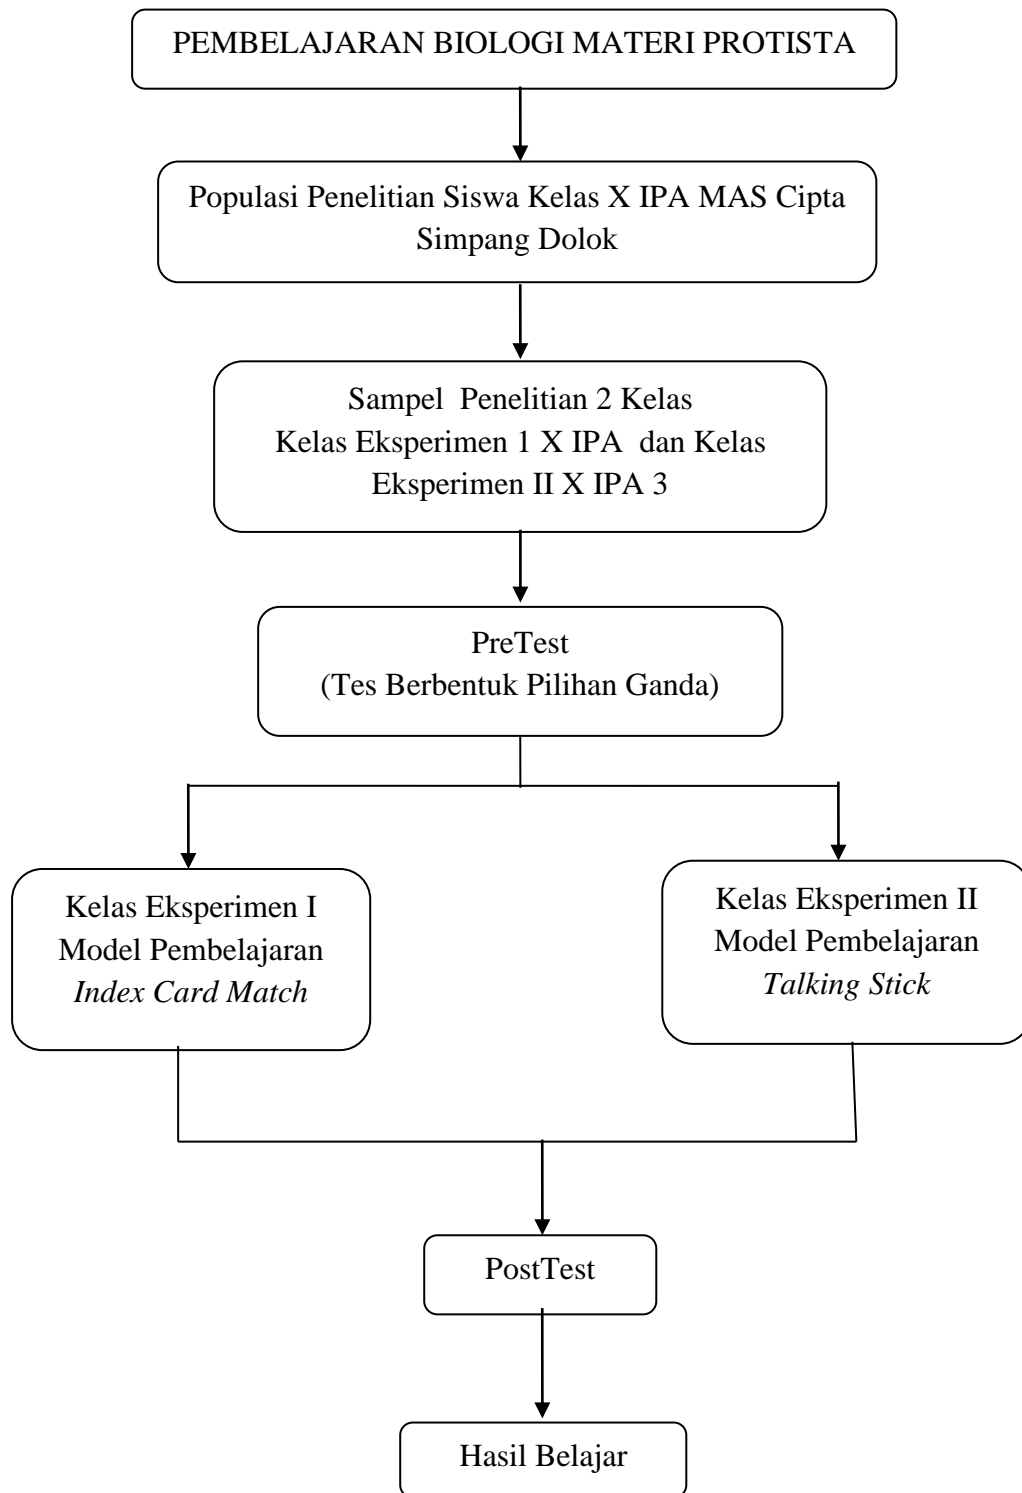 PEMBELAJARAN BIOLOGI MATERI PROTISTA
Populasi Penelitian Siswa Kelas X IPA MAS Cipta
Simpang Dolok
Sampel Penelitian 2 Kelas
Kelas Eksperimen 1 X IPA dan Kelas
Eksperimen II X IPA 3
PreTest
(Tes Berbentuk Pilihan Ganda)
Kelas Eksperimen I
Model Pembelajaran
Index Card Match
Kelas Eksperimen II
Model Pembelajaran
Talking Stick
PostTest
Hasil Belajar